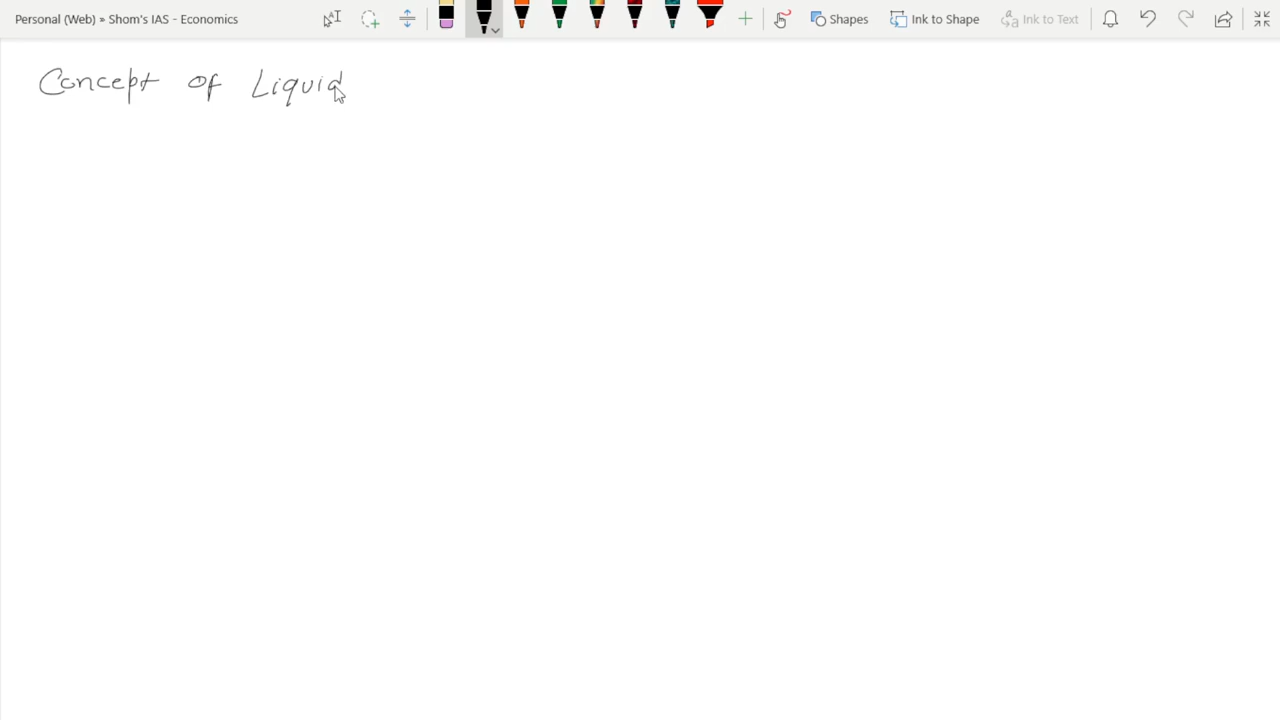 Personal (Web) » Shom's IAS - Economics
Shapes
Ink to Shape
Ink to Text
Concept of Liquid